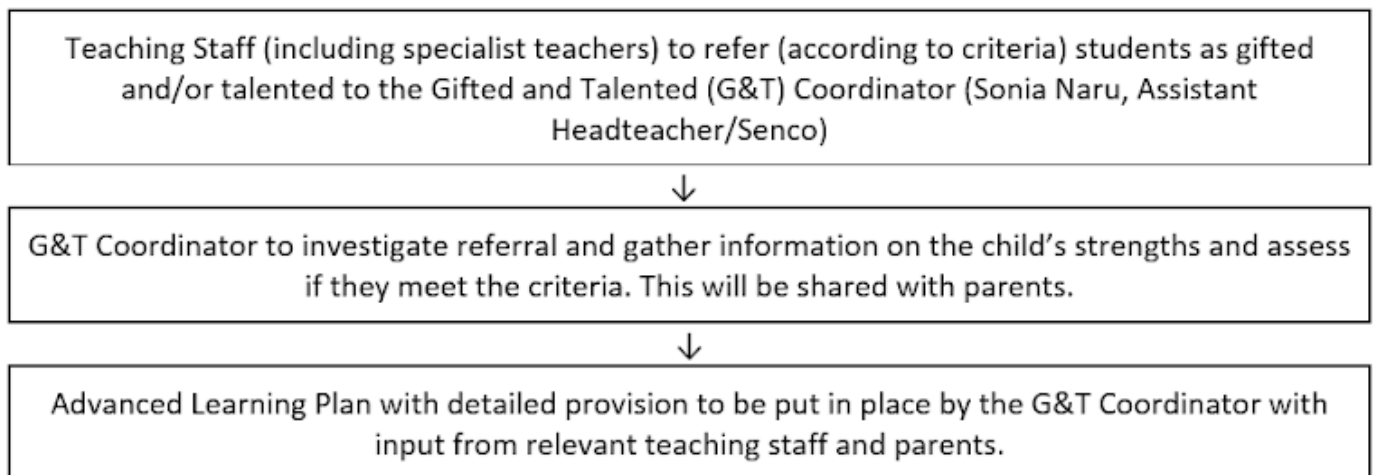 Teaching Staff (including specialist teachers) to refer (according to criteria) students as gifted
and/or talented to the Gifted and Talented (G&T) Coordinator (Sonia Naru, Assistant
Headteacher/Senco)
↓
G&T Coordinator to investigate referral and gather information on the child’s strengths and assess
if they meet the criteria. This will be shared with parents.
↓
Advanced Learning Plan with detailed provision to be put in place by the G&T Coordinator with
input from relevant teaching staff and parents.